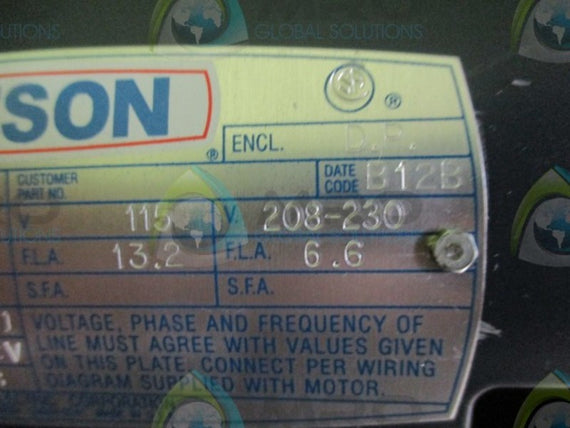 SON
®
®
ENCL. D.P.
CUSTOMER
PART NO.
DATE
CODE B12B
V 115 V. 208-230
F.L.A. 13.2 F.L.A. 6.6
S.F.A. S.F.A.
VOLTAGE, PHASE AND FREQUENCY OF
LINE MUST AGREE WITH VALUES GIVEN
ON THIS PLATE, CONNECT PER WIRING
DIAGRAM SUPPLIED WITH MOTOR.
GLOBAL SOLUTIONS